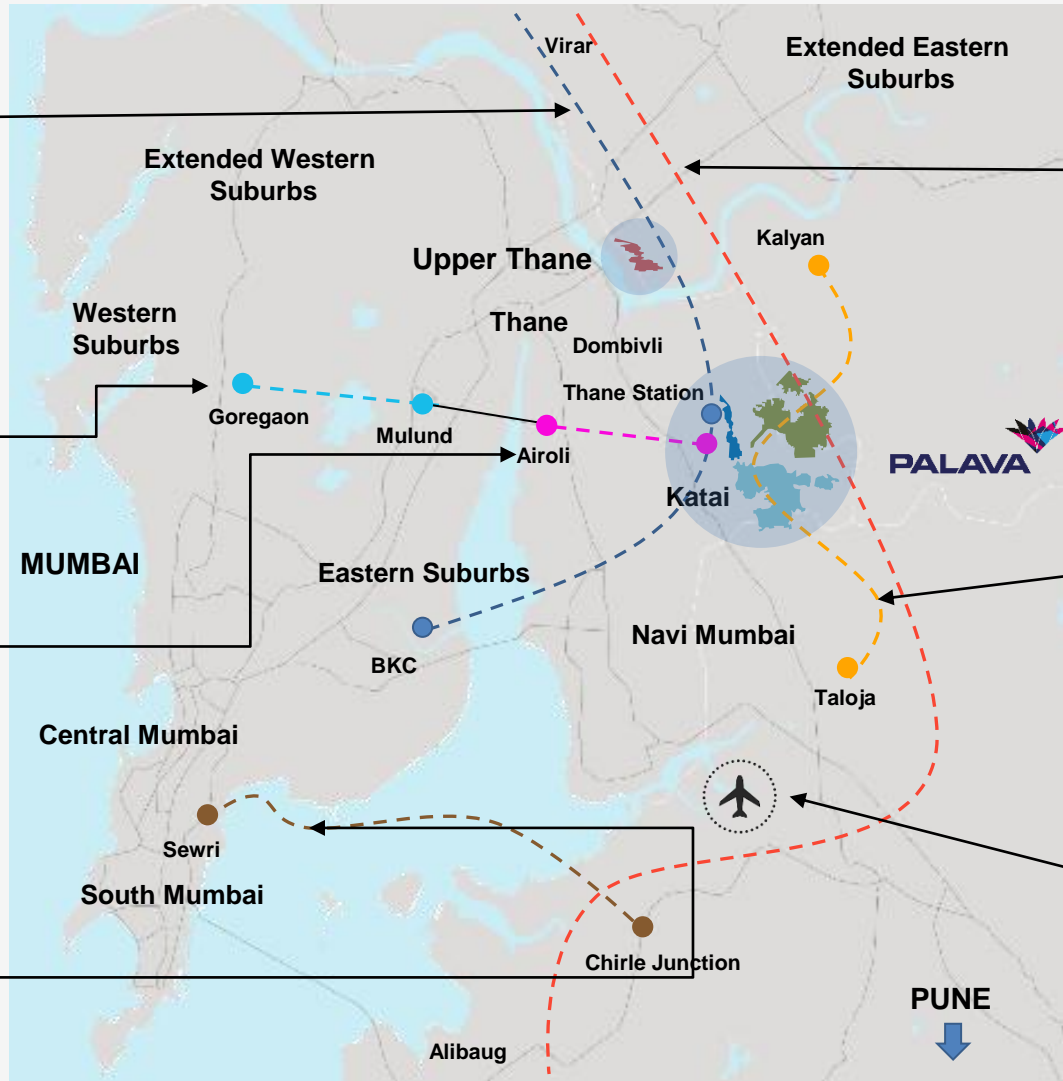 Virar
Extended Eastern
Suburbs
Extended Western
Suburbs
Kalyan
Upper Thane
Western
Suburbs
Thane
Dombivli
Thane Station
Goregaon
Mulund
Airoli
PALAVA
Katai
MUMBAI
Eastern Suburbs
Navi Mumbai
BKC
Taloja
Central Mumbai
Sewri
South Mumbai
Chirle Junction
PUNE
Alibaug